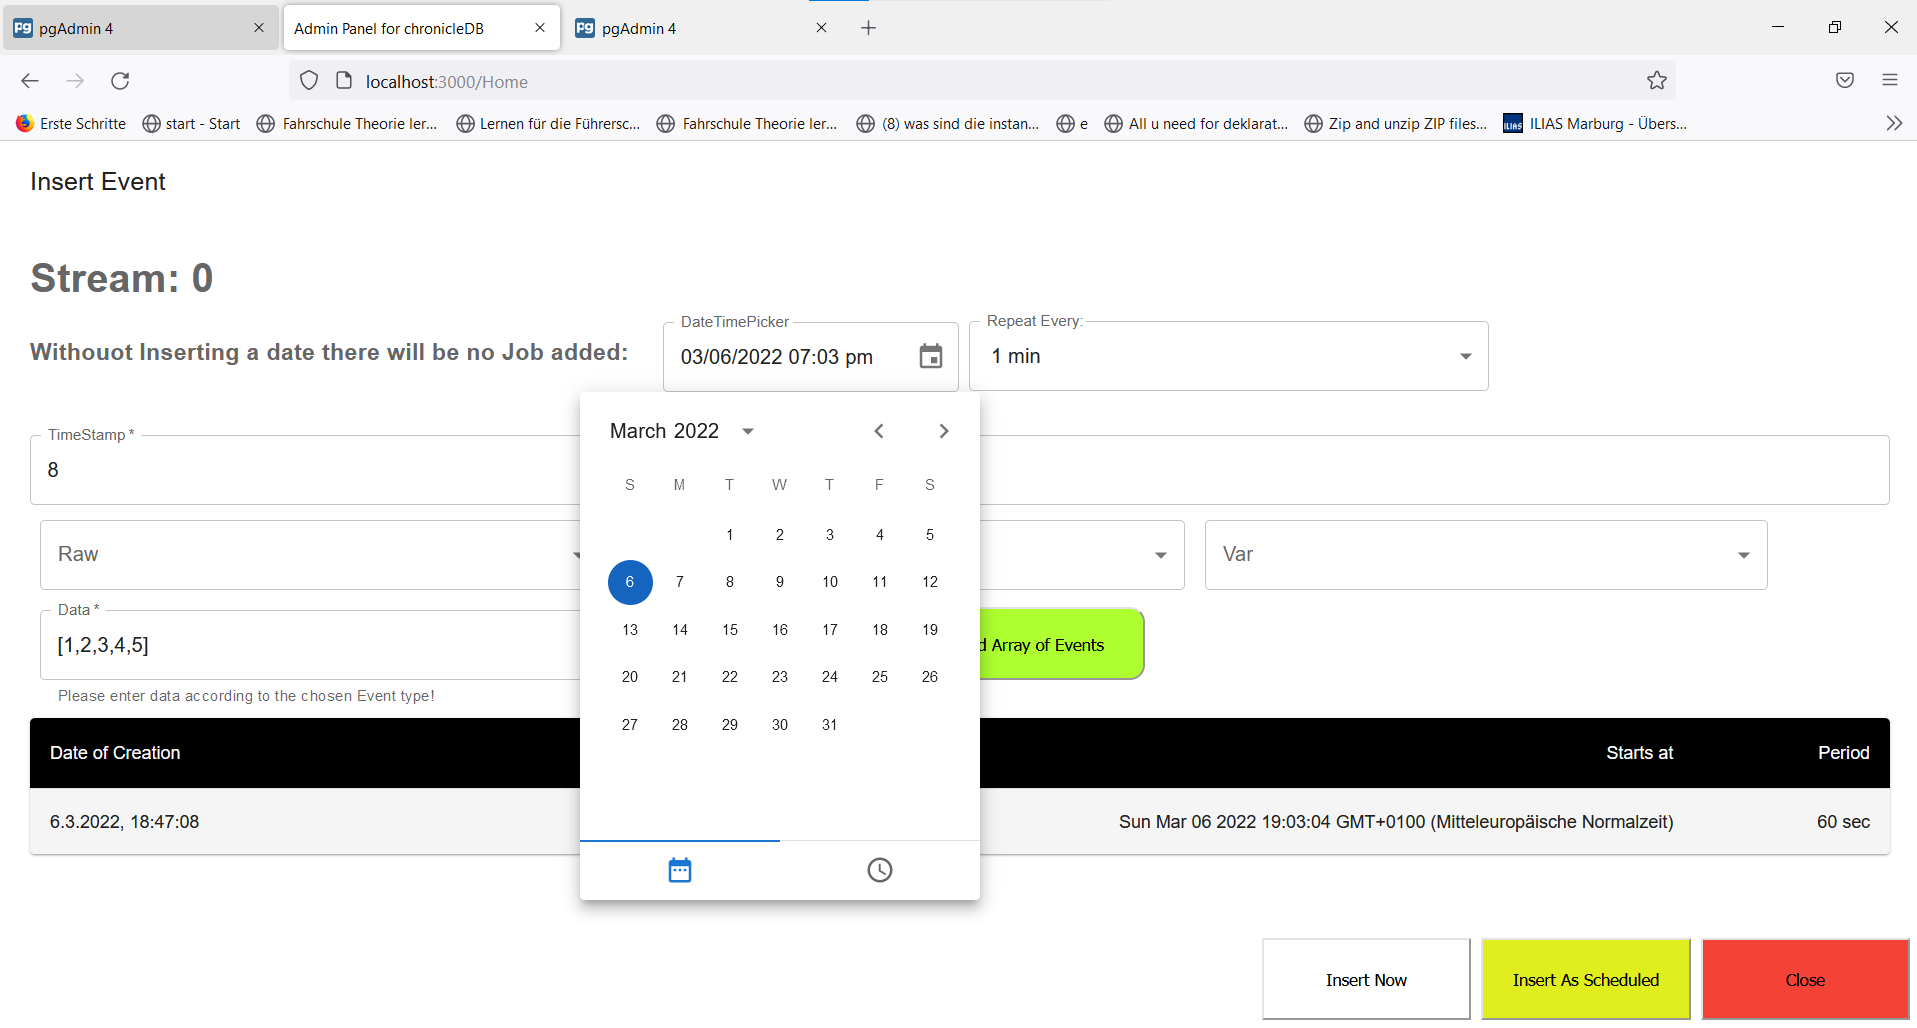 pgAdmin 4
Admin Panel for chronicleDB
pgAdmin 4
localhost:3000/Home
Erste Schritte
start - Start
Fahrschule Theorie ler...
Lernen für die Führersc...
Fahrschule Theorie ler...
(8) was sind die instan...
e
All u need for deklarat...
Zip and unzip ZIP files...
ILIAS Marburg - Übers...
Insert Event
Stream: 0
Withouot Inserting a date there will be no Job added:
DateTimePicker
03/06/2022 07:03 pm
Repeat Every:
1 min
TimeStamp *
8
March 2022
S M T W T F S
1 2 3 4 5
6 7 8 9 10 11 12
13 14 15 16 17 18 19
20 21 22 23 24 25 26
27 28 29 30 31
Raw
Var
Data *
[1,2,3,4,5]
d Array of Events
Please enter data according to the chosen Event type!
Date of Creation Starts at Period
6.3.2022, 18:47:08 Sun Mar 06 2022 19:03:04 GMT+0100 (Mitteleuropäische Normalzeit) 60 sec
Insert Now
Insert As Scheduled
Close